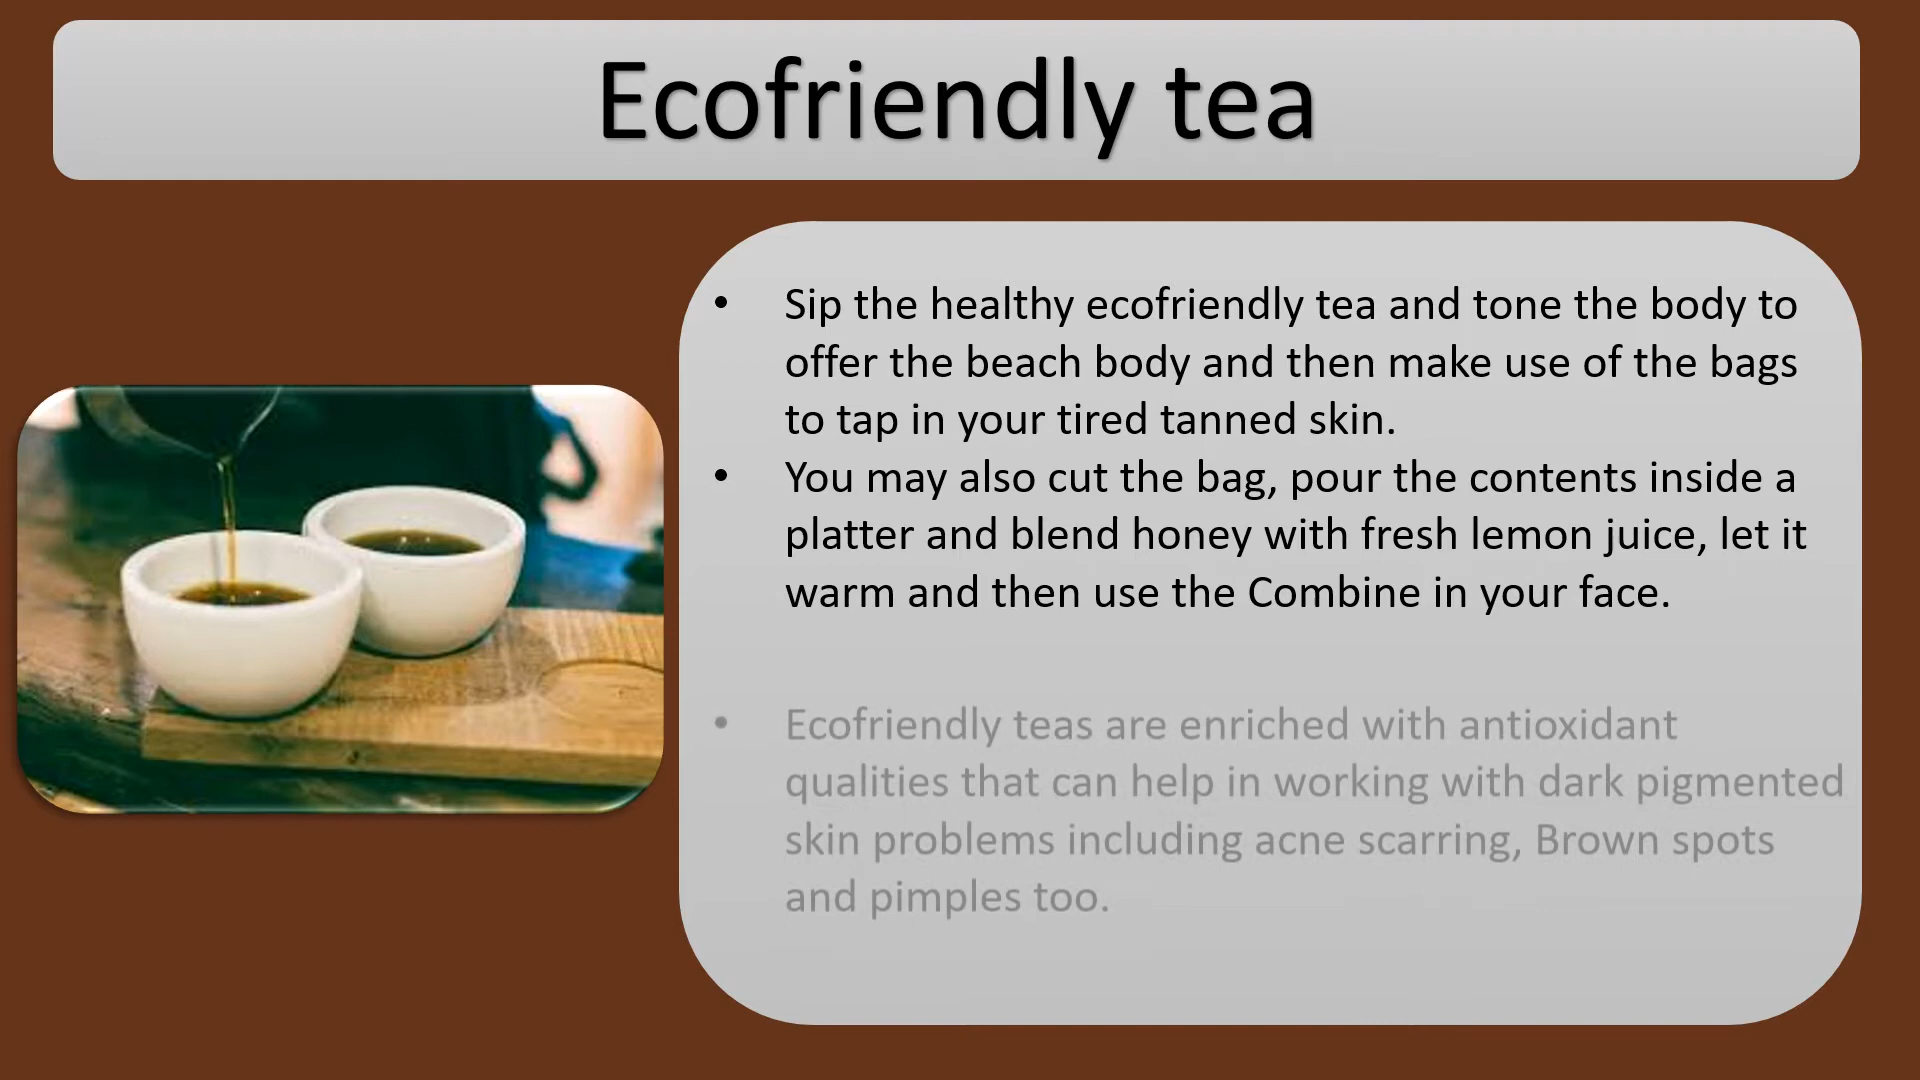 Ecofriendly tea
• Sip the healthy ecofriendly tea and tone the body to
offer the beach body and then make use of the bags
to tap in your tired tanned skin.
• You may also cut the bag, pour the contents inside a
platter and blend honey with fresh lemon juice, let it
warm and then use the Combine in your face.
• Ecofriendly teas are enriched with antioxidant
qualities that can help in working with dark pigmented
skin problems including acne scarring, Brown spots
and pimples too.